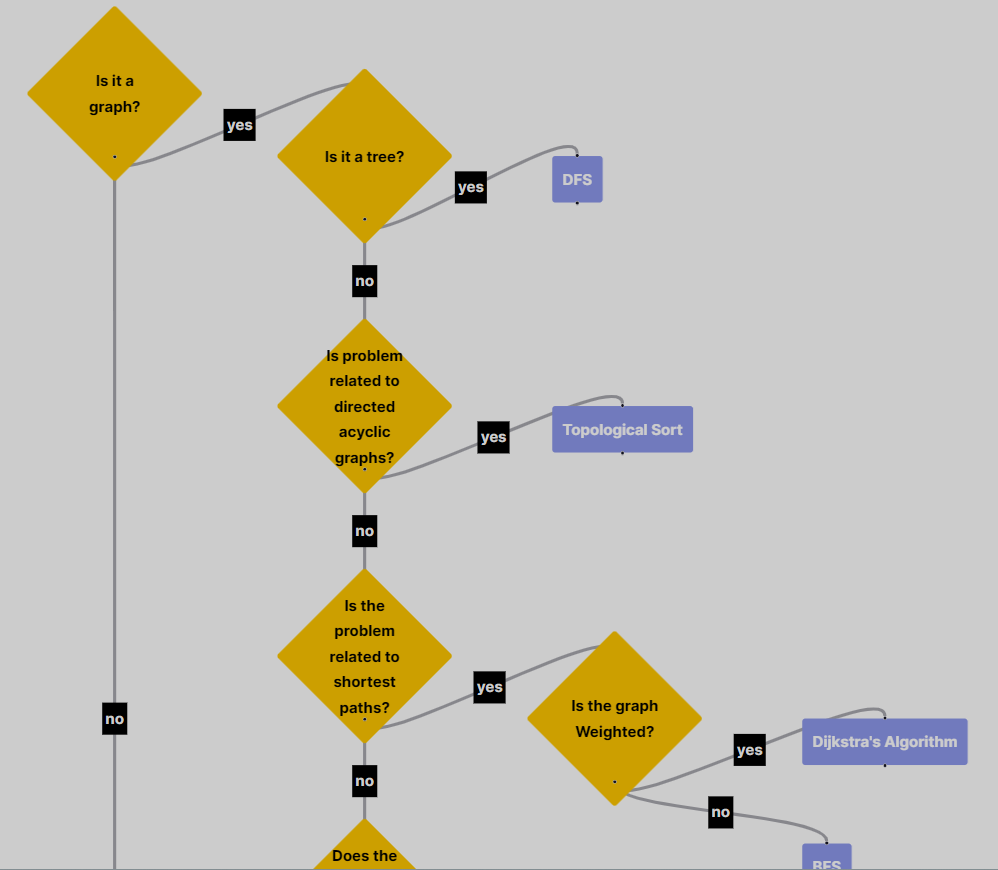 Is it a
graph?
yes
Is it a tree?
yes
DFS
no
Is problem
related to
directed
acyclic
graphs?
yes
Topological Sort
no
Is the
problem
related to
shortest
paths?
yes
Is the graph
Weighted?
yes
Dijkstra's Algorithm
no
no
no
BFS
Does the